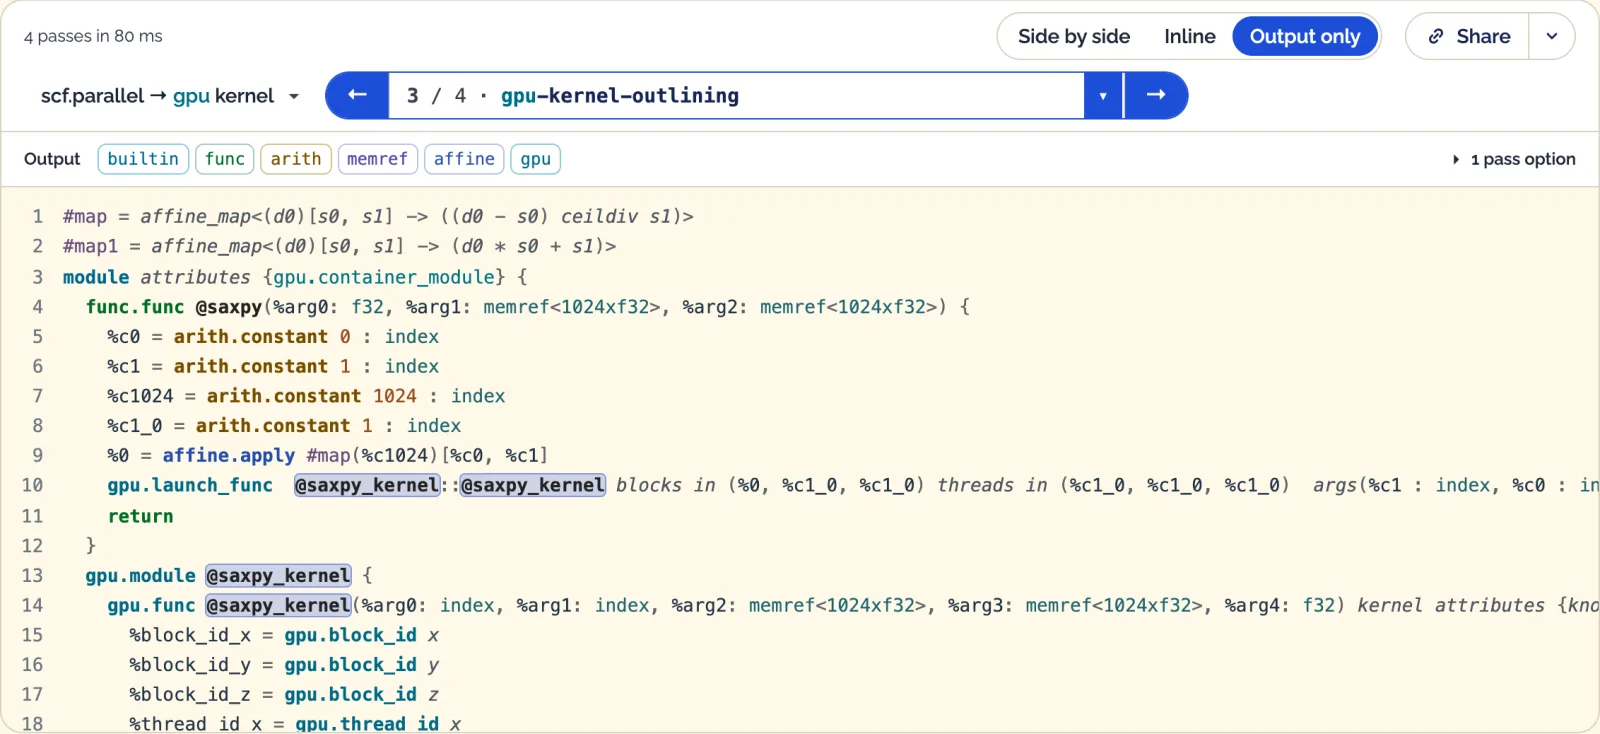 4 passes in 80 ms
Side by side Inline Output only Share
scf.parallel → gpu kernel ← 3 / 4 · gpu-kernel-outlining →
Output builtin func arith memref affine gpu 1 pass option
1 #map = affine_map<(d0)[s0, s1] -> ((d0 - s0) ceildiv s1)>
2 #map1 = affine_map<(d0)[s0, s1] -> (d0 * s0 + s1)>
3 module attributes {gpu.container_module} {
4 func.func @saxpy(%arg0: f32, %arg1: memref<1024xf32>, %arg2: memref<1024xf32>) {
5 %c0 = arith.constant 0 : index
6 %c1 = arith.constant 1 : index
7 %c1024 = arith.constant 1024 : index
8 %c1_0 = arith.constant 1 : index
9 %0 = affine.apply #map(%c1024)[%c0, %c1]
10 gpu.launch_func @saxpy_kernel::@saxpy_kernel blocks in (%0, %c1_0, %c1_0) threads in (%c1_0, %c1_0, %c1_0) args(%c1 : index, %c0 : in
11 return
12 }
13 gpu.module @saxpy_kernel {
14 gpu.func @saxpy_kernel(%arg0: index, %arg1: index, %arg2: memref<1024xf32>, %arg3: memref<1024xf32>, %arg4: f32) kernel attributes {kno
15 %block_id_x = gpu.block_id x
16 %block_id_y = gpu.block_id y
17 %block_id_z = gpu.block_id z
18 %thread_id_x = gpu.thread_id x